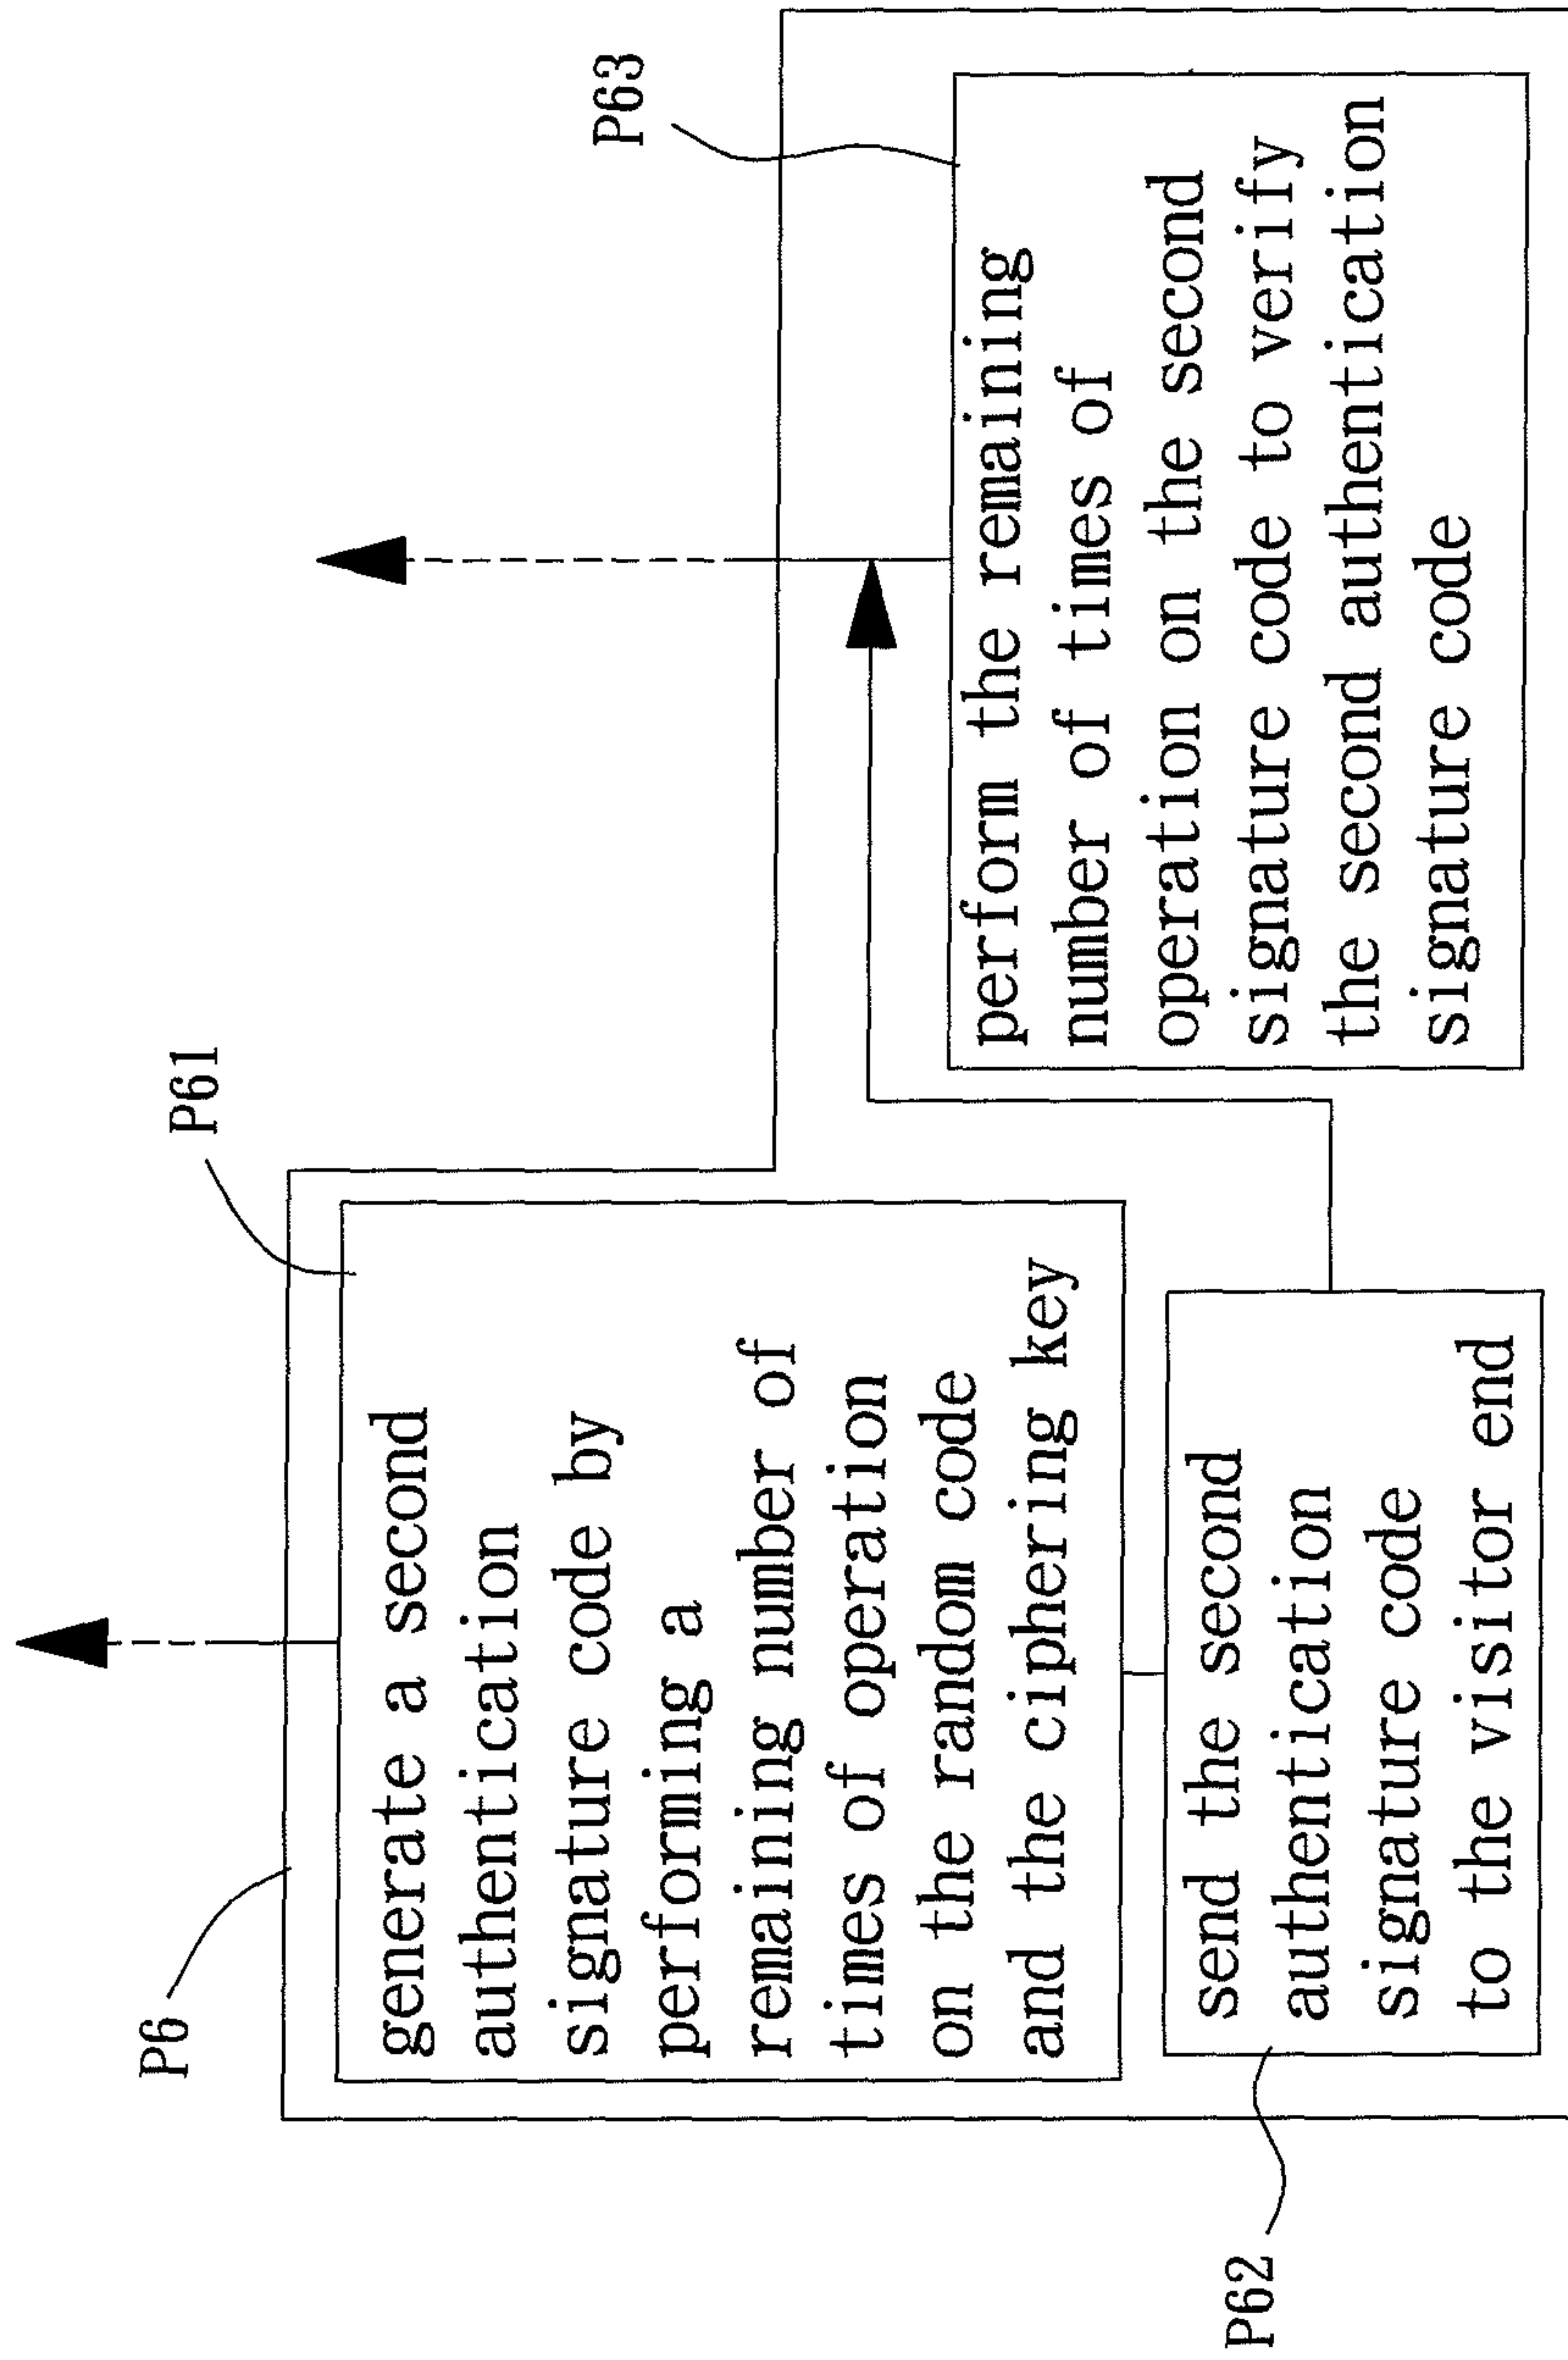 P6
P61
generate a second
authentication
signature code by
performing a
remaining number of
times of operation
on the random code
and the ciphering key
P62
send the second
authentication
signature code
to the visitor end
P63
perform the remaining
number of times of
operation on the second
signature code to verify
the second authentication
signature code